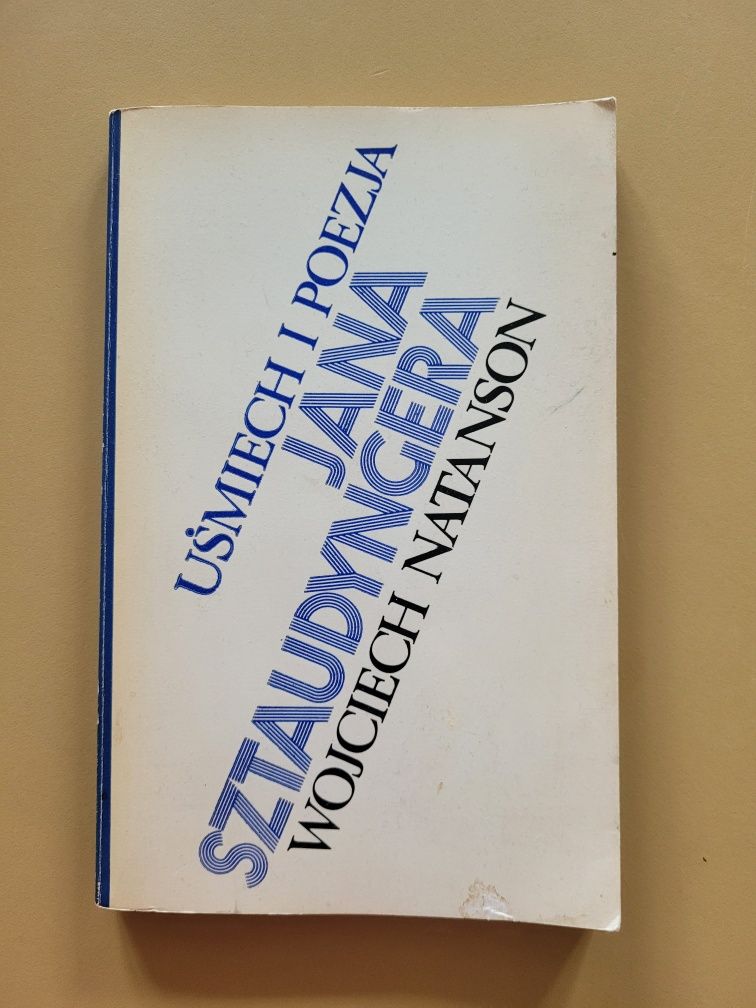 UŚMIECH I POEZJA
JANA
SZTAUDYNGERA
WOJCIECH NATANSON